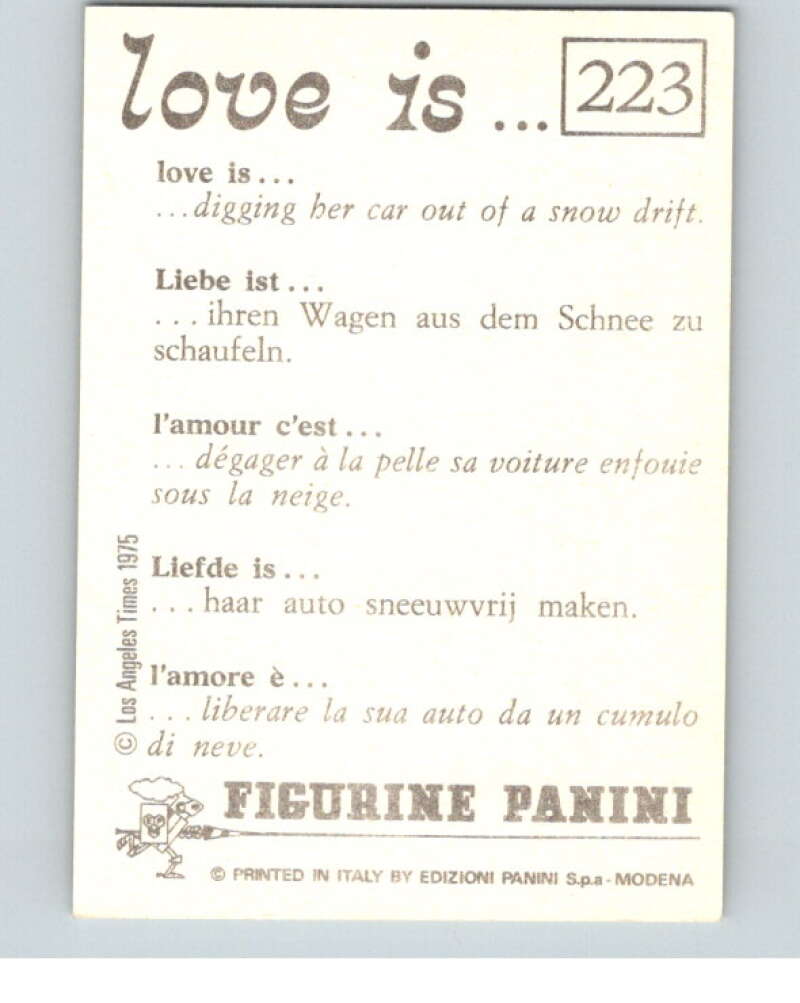 love is ... 223
love is...
...digging her car out of a snow drift.
Liebe ist...
...ihren Wagen aus dem Schnee zu
schaufeln.
l'amour c'est...
... dégager à la pelle sa voiture enfouie
sous la neige.
Liefde is...
...haar auto sneeuwvrij maken.
l'amore è...
...liberare la sua auto da un cumulo
di neve.
© Los Angeles Times 1975
FIGURINE PANINI
© PRINTED IN ITALY BY EDIZIONI PANINI S.p.a - MODENA